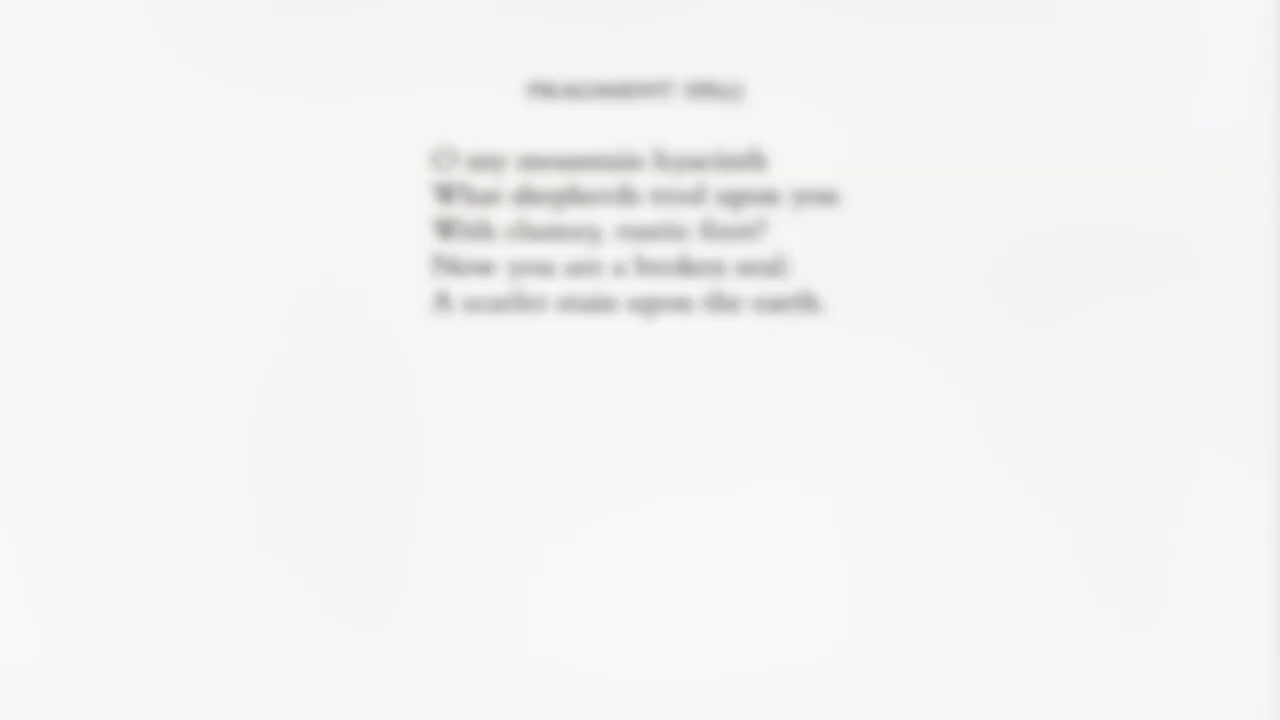 O my mountain hyacinth
What shepherds trod upon you
With clumsy, rustic foot?
Now you are a broken seal:
A scarlet stain upon the earth.